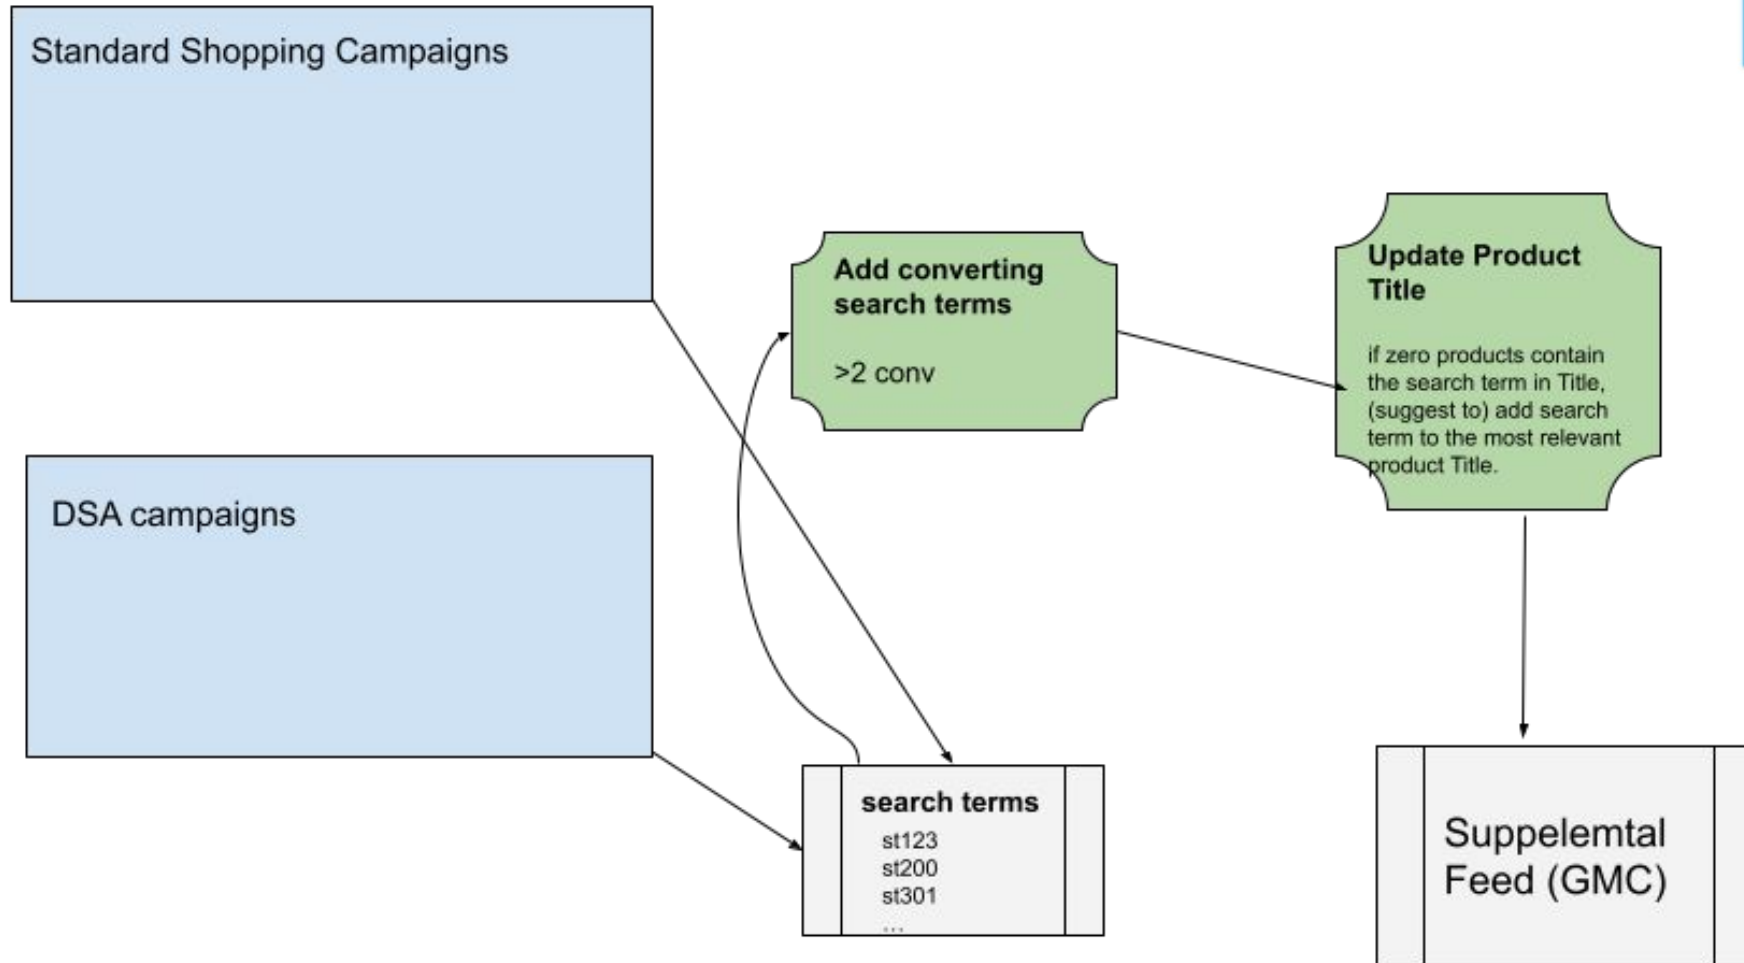 Standard Shopping Campaigns
DSA campaigns
Add converting
search terms
>2 conv
Update Product
Title
if zero products contain
the search term in Title,
(suggest to) add search
term to the most relevant
product Title.
search terms
st123
st200
st301
...
Suppelemtal
Feed (GMC)